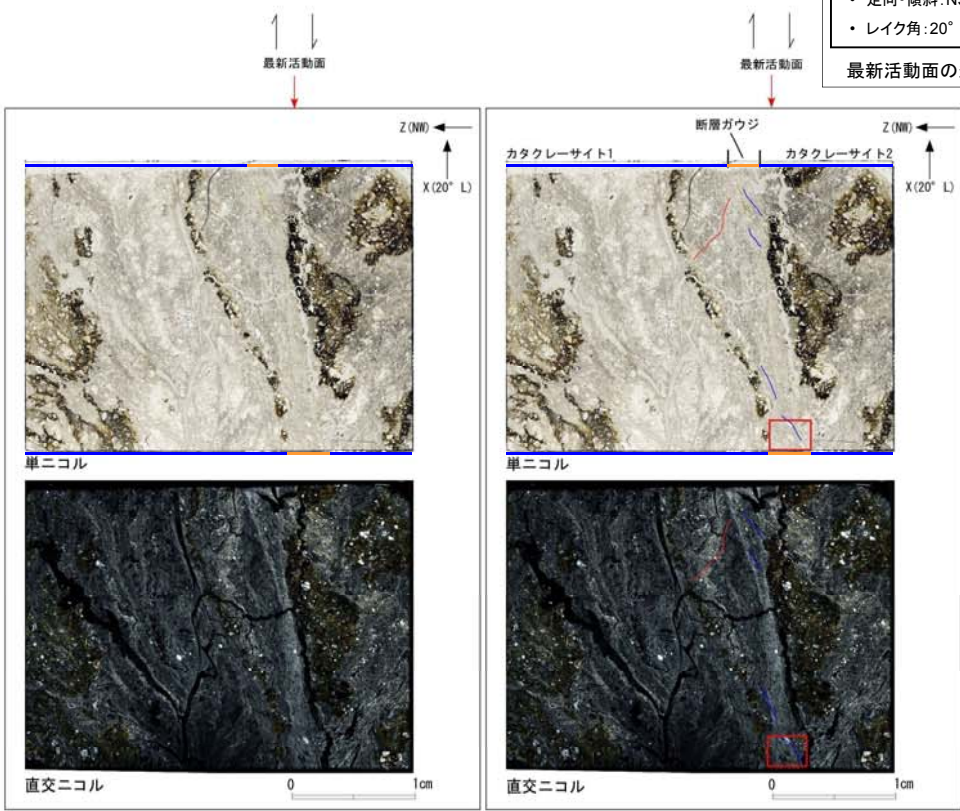 ・レイク角：20°
最新活動面の
最新活動面
最新活動面
Z(NW)
X(20° L)
単ニコル
直交ニコル
0 1cm
断層ガウジ
カタクレーサイト1
カタクレーサイト2
Z(NW)
X(20° L)
単ニコル
直交ニコル
0 1cm